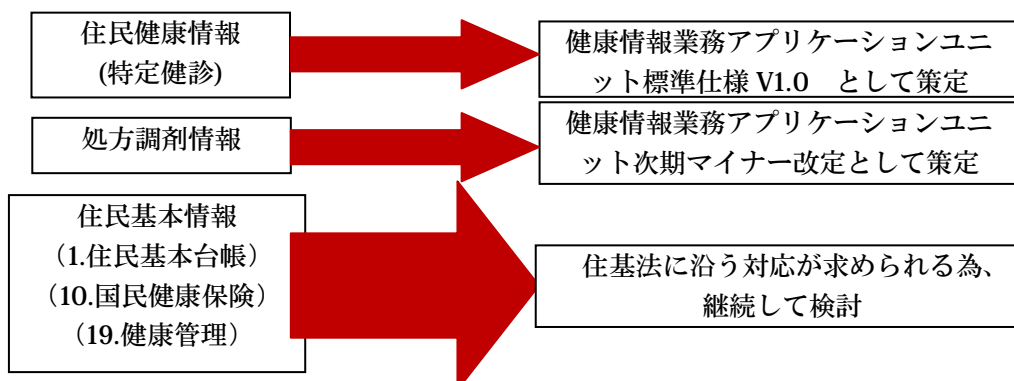 住民健康情報
(特定健診)
健康情報業務アプリケーションユニ
ット標準仕様 V1.0　として策定
処方調剤情報
健康情報業務アプリケーションユニ
ット次期マイナー改定として策定
住民基本情報
（1.住民基本台帳）
（10.国民健康保険）
（19.健康管理）
住基法に沿う対応が求められる為、
継続して検討